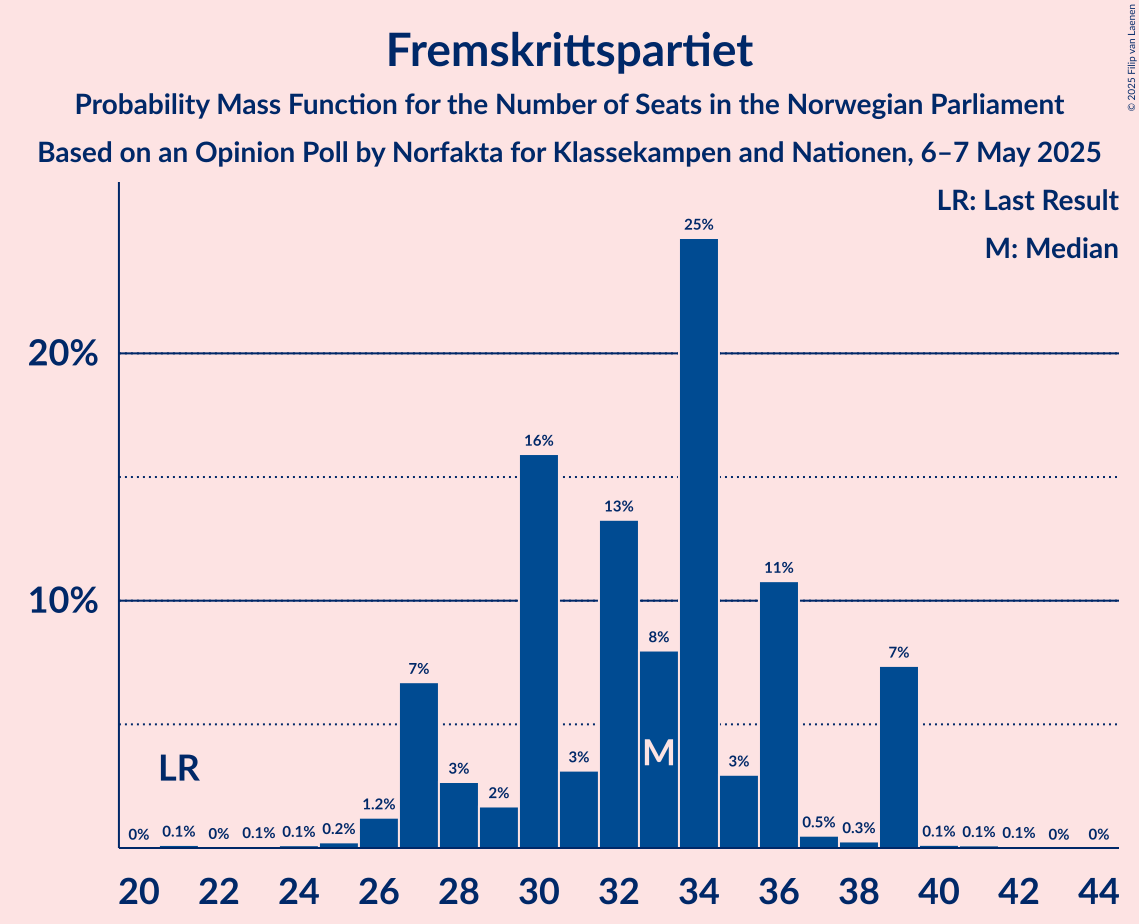 Fremskrittspartiet
Probability Mass Function for the Number of Seats in the Norwegian Parliament
Based on an Opinion Poll by Norfakta for Klassekampen and Nationen, 6–7 May 2025
© 2025 Filip van Laenen
LR: Last Result
M: Median
25%
20%
16%
13%
11%
10%
8%
7%
7%
M
LR
3%
3%
3%
2%
1.2%
0% 0.1% 0% 0.1% 0.1% 0.2% 0.5% 0.3% 0.1% 0.1% 0.1% 0% 0%
20 22 24 26 28 30 32 34 36 38 40 42 44